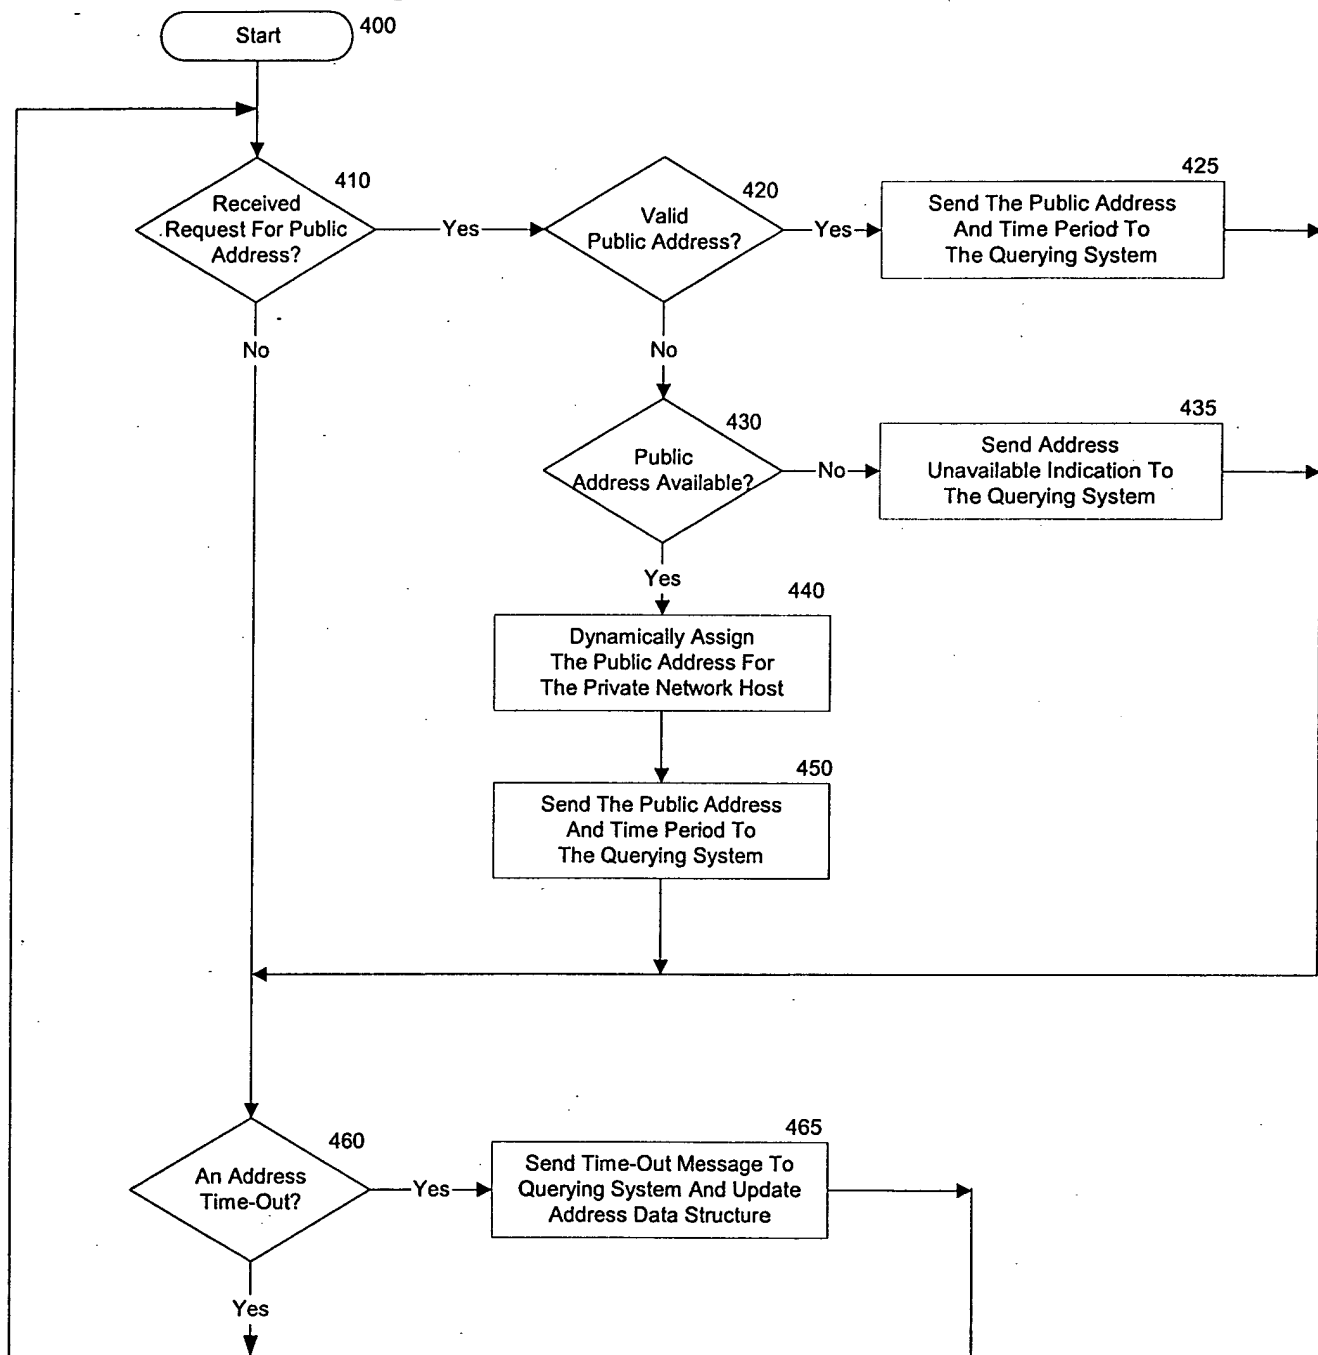 Start
400
410
Received
Request For Public
Address?
Yes
420
Valid
Public Address?
Yes
425
Send The Public Address
And Time Period To
The Querying System
No
No
430
Public
Address Available?
No
435
Send Address
Unavailable Indication To
The Querying System
Yes
440
Dynamically Assign
The Public Address For
The Private Network Host
450
Send The Public Address
And Time Period To
The Querying System
460
An Address
Time-Out?
Yes
465
Send Time-Out Message To
Querying System And Update
Address Data Structure
Yes